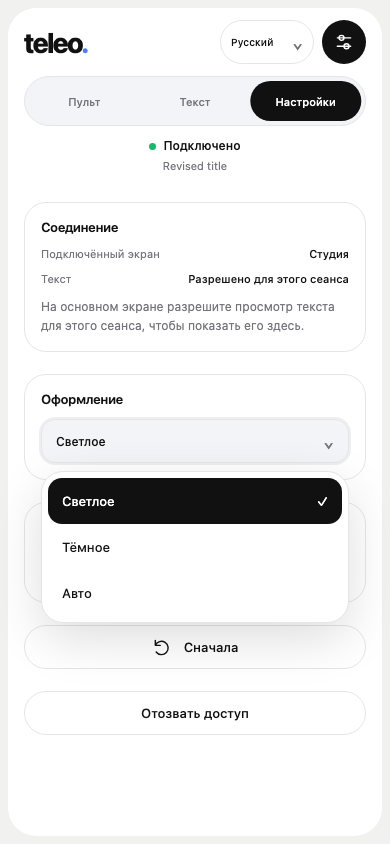 teleo.
Русский
Пульт
Текст
Настройки
Подключено
Revised title
Соединение
Подключённый экран
Студия
Текст
Разрешено для этого сеанса
На основном экране разрешите просмотр текста
для этого сеанса, чтобы показать его здесь.
Оформление
Светлое
Светлое
Тёмное
Авто
Сначала
Отозвать доступ